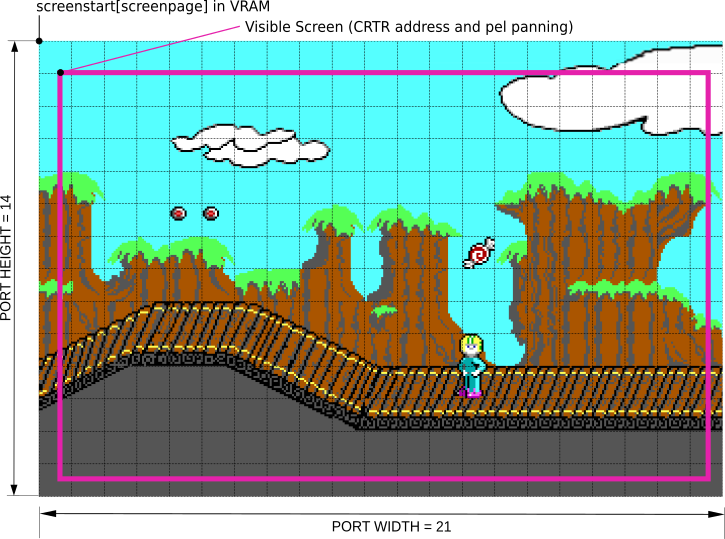 screenstart[screenpage] in VRAM
Visible Screen (CRTR address and pel panning)
PORT HEIGHT = 14
PORT WIDTH = 21